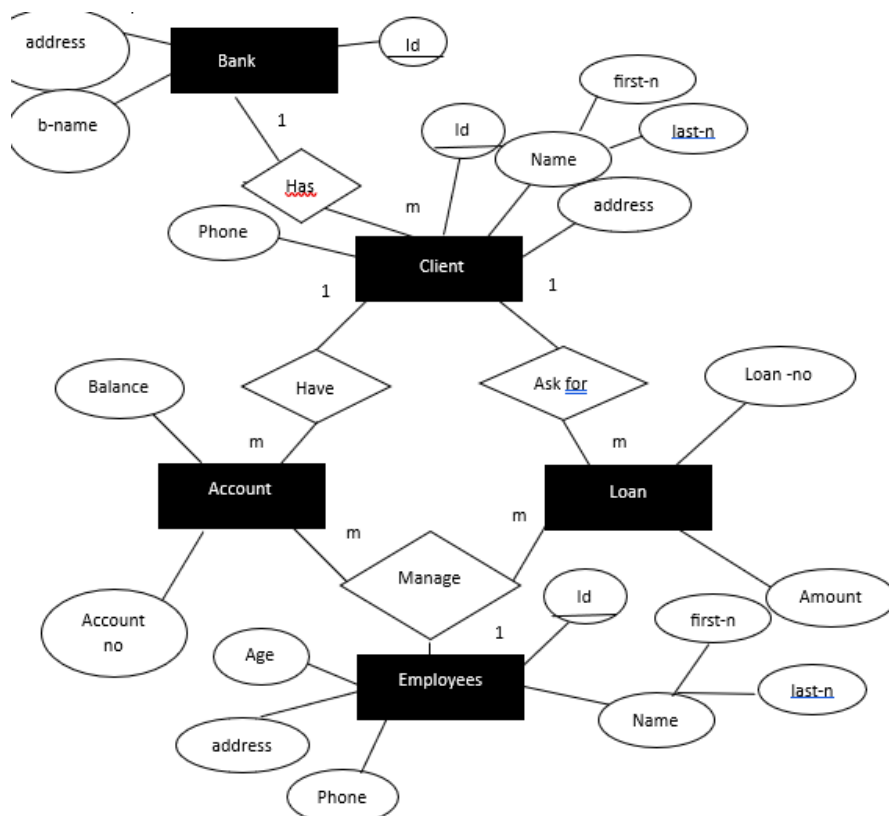 address
Bank
Id
b-name
1
first-n
Id
last-n
Name
Has
m
address
Phone
Client
1
1
Balance
Have
Ask for
Loan -no
m
m
Account
Loan
m
m
Manage
Id
Amount
Account
no
1
first-n
Age
Employees
last-n
Name
address
Phone